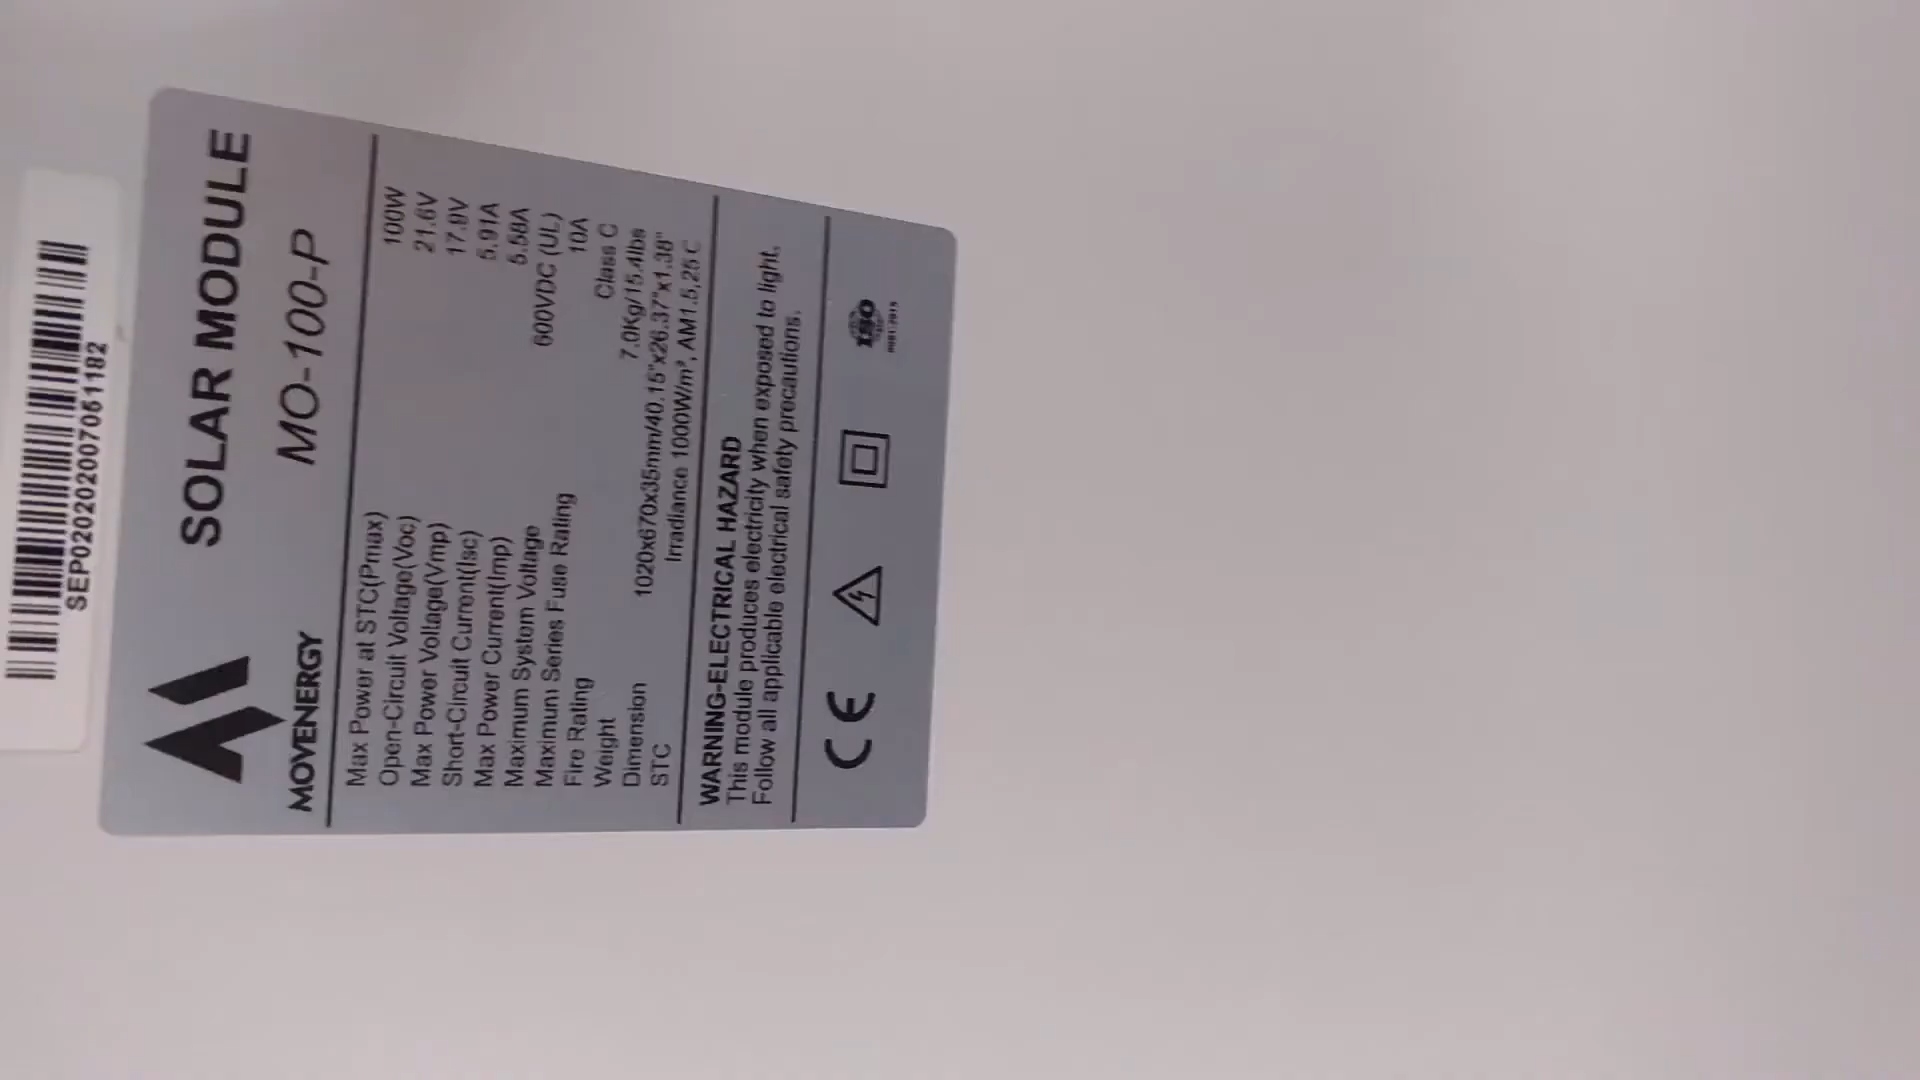 SEP0202020070611​82
MOVENERGY
SOLAR MODULE
MO-100-P
Max Power at STC(Pmax) 100W
Open-Circuit Voltage(Voc) 21.6V
Max Power Voltage(Vmp) 17.9V
Short-Circuit Current(Isc) 5.91A
Max Power Current(Imp) 5.58A
Maximum System Voltage 600VDC (UL)
Maximum Series Fuse Rating 10A
Fire Rating Class C
Weight 7.0Kg/15.4lbs
Dimension 1020x670x35mm/40.15"x26.37"x1.38"
STC Irradiance 1000W/m², AM1.5,25 C
WARNING-ELECTRICAL HAZARD
This module produces electricity when exposed to light.
Follow all applicable electrical safety precautions.
CE
ISO